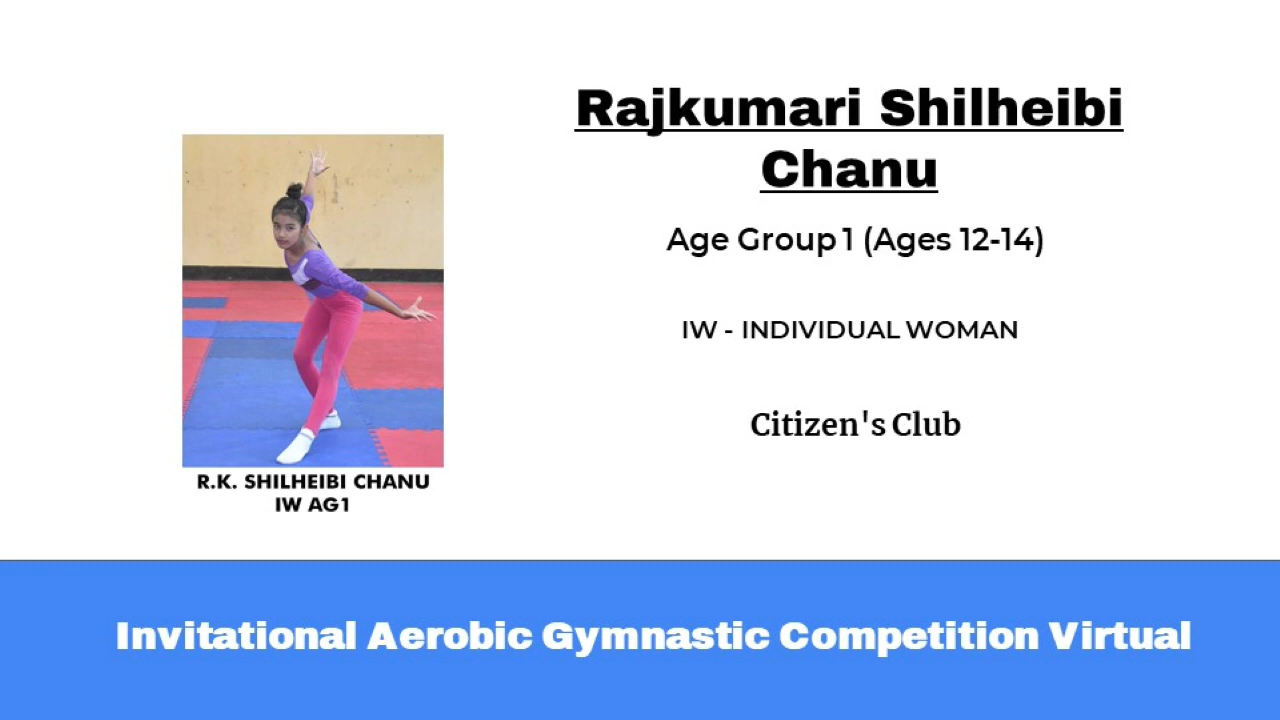 Rajkumari Shilheibi
Chanu
Age Group 1 (Ages 12-14)
IW - INDIVIDUAL WOMAN
Citizen's Club
R.K. SHILHEIBI CHANU
IW AG1
Invitational Aerobic Gymnastic Competition Virtual